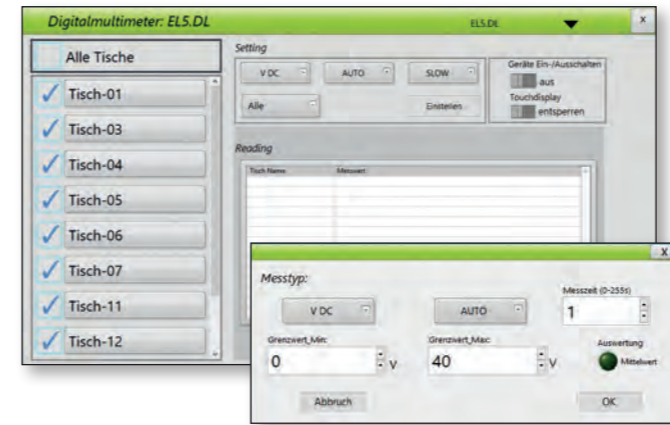 Digitalmultimeter: EL5.DL
EL5.DL
X
Alle Tische
Tisch-01
Tisch-03
Tisch-04
Tisch-05
Tisch-06
Tisch-07
Tisch-11
Tisch-12
Setting
V DC
AUTO
SLOW
Alle
Einstellen
Geräte Ein-/Ausschalten
aus
Touchdisplay
entsperren
Reading
Tisch Name
Messwert
X
Messtyp:
V DC
AUTO
Messzeit (0-255s)
1
Grenzwert_Min:
0
V
Grenzwert_Max:
40
V
Auswertung
Mittelwert
Abbruch
OK